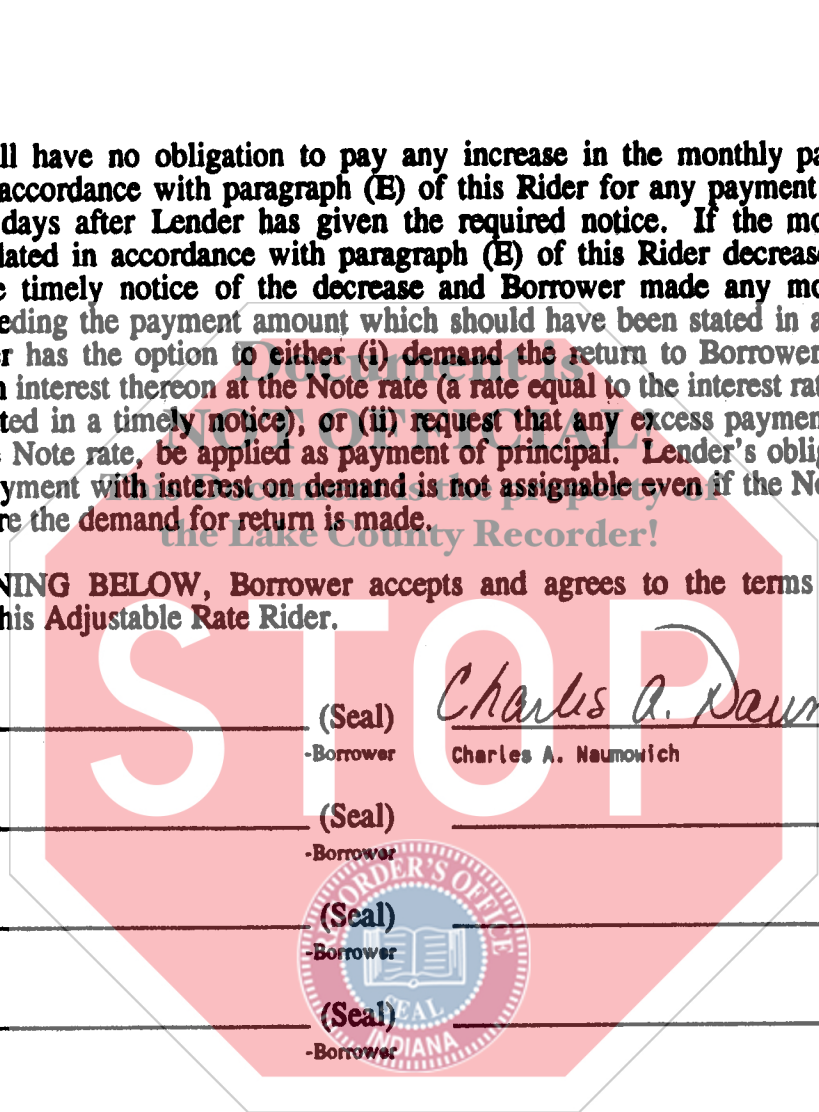 ll have no obligation to pay any increase in the monthly pa
accordance with paragraph (E) of this Rider for any payment
days after Lender has given the required notice. If the mo
lated in accordance with paragraph (E) of this Rider decreas
e timely notice of the decrease and Borrower made any mo
eding the payment amount which should have been stated in a
er has the option to either (i) demand the return to Borrower
n interest thereon at the Note rate (a rate equal to the interest rat
ted in a timely notice), or (ii) request that any excess paymen
Note rate, be applied as payment of principal. Lender's oblig
yment with interest on demand is not assignable even if the No
re the demand for return is made.
Document is
NOT OFFICIAL!
This Document is the property of
the Lake County Recorder!
NING BELOW, Borrower accepts and agrees to the terms
his Adjustable Rate Rider.
STOP
(Seal) Charles A. Naum
-Borrower Charles A. Naumowich
(Seal)
-Borrower
(Seal)
-Borrower
(Seal)
-Borrower
RECORDER'S OFFICE
SEAL
INDIANA